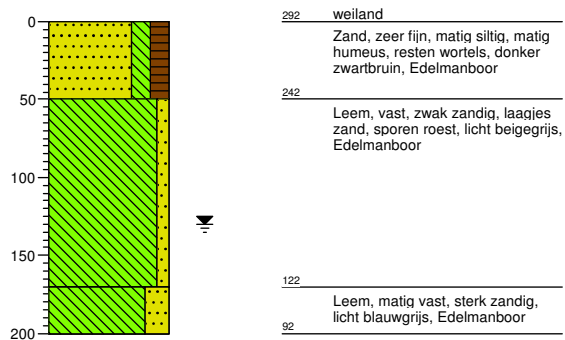 0
50
100
150
200
292 weiland
Zand, zeer fijn, matig siltig, matig
humeus, resten wortels, donker
zwartbruin, Edelmanboor
242
Leem, vast, zwak zandig, laagjes
zand, sporen roest, licht beigegrijs,
Edelmanboor
122
Leem, matig vast, sterk zandig,
licht blauwgrijs, Edelmanboor
92